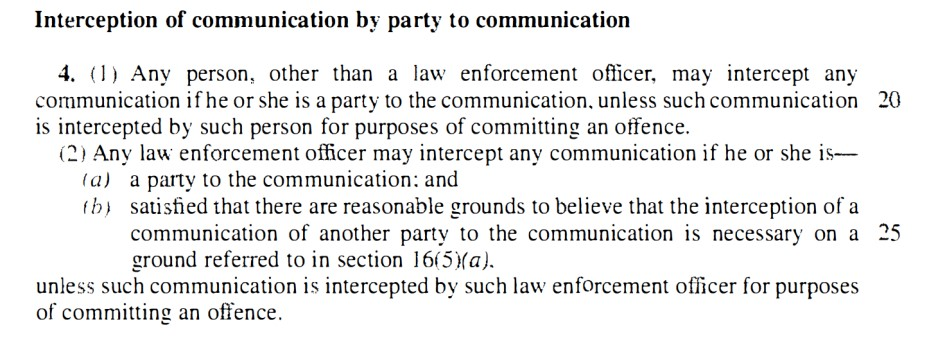 Interception of communication by party to communication
4. (1) Any person, other than a law enforcement officer, may intercept any
communication if he or she is a party to the communication, unless such communication 20
is intercepted by such person for purposes of committing an offence.
(2) Any law enforcement officer may intercept any communication if he or she is—
(a) a party to the communication; and
(b) satisfied that there are reasonable grounds to believe that the interception of a
communication of another party to the communication is necessary on a 25
ground referred to in section 16(5)(a),
unless such communication is intercepted by such law enforcement officer for purposes
of committing an offence.